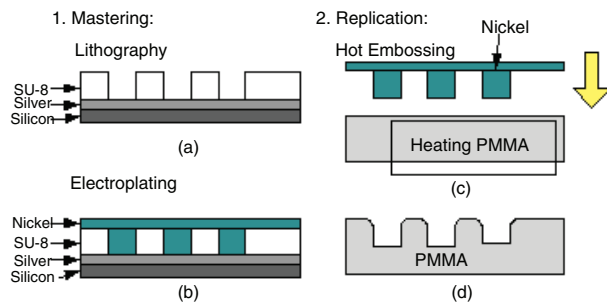 1. Mastering:
Lithography
SU-8
Silver
Silicon
(a)
Electroplating
Nickel
SU-8
Silver
Silicon
(b)
2. Replication:
Nickel
Hot Embossing
Heating PMMA
(c)
PMMA
(d)